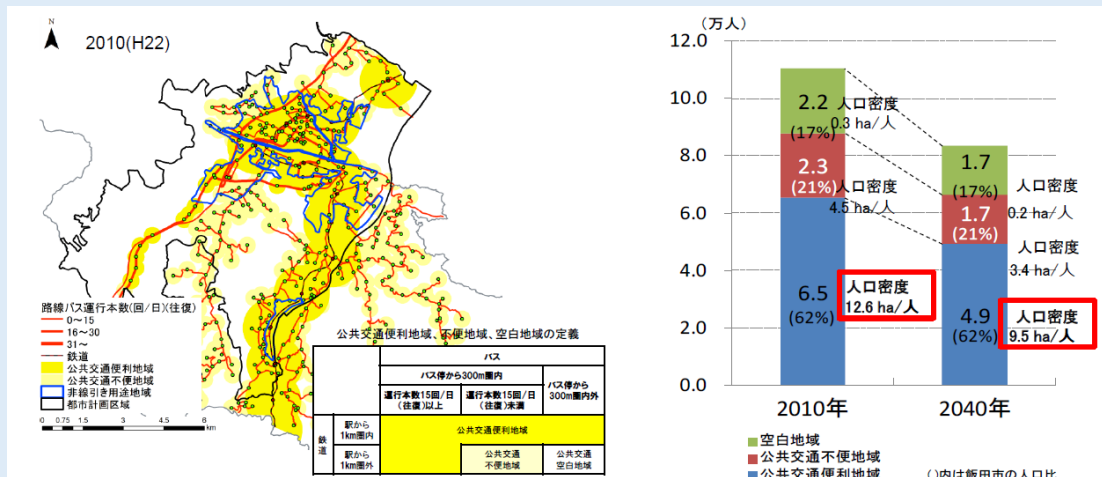 N
2010(H22)
路線バス運行本数(回/日)(往復)
0～15
16～30
31～
鉄道
公共交通便利地域
公共交通不便地域
非線引き用途地域
都市計画区域
0 0.75 1.5 3 4.5 6
km
公共交通便利地域、不便地域、空白地域の定義
バス
バス停から300m圏内
バス停から
300m圏内外
運行本数15回/日
(往復)以上
運行本数15回/日
(往復)未満
鉄道
駅から
1km圏内
公共交通便利地域
駅から
1km圏外
公共交通
不便地域
公共交通
空白地域
(万人)
12.0
10.0
8.0
6.0
4.0
2.0
0.0
2.2
(17%)
人口密度
0.3 ha/人
2.3
(21%)
人口密度
4.5 ha/人
6.5
(62%)
人口密度
12.6 ha/人
1.7
(17%)
人口密度
0.2 ha/人
1.7
(21%)
人口密度
3.4 ha/人
4.9
(62%)
人口密度
9.5 ha/人
2010年
2040年
空白地域
公共交通不便地域
公共交通便利地域
()内は飯田市の人口比